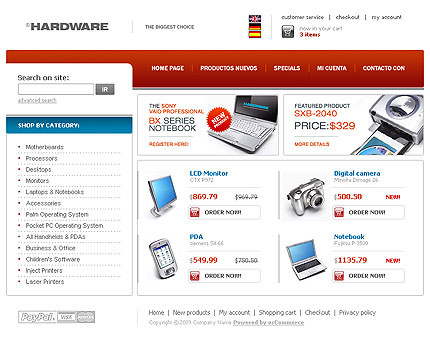 HARDWARE
THE BIGGEST CHOICE
customer service | checkout | my account
now in your cart
3 items
HOME PAGE | PRODUCTOS NUEVOS | SPECIALS | MI CUENTA | CONTACTO CON
Search on site:
IR
advanced search
SHOP BY CATEGORY:
Motherboards
Processors
Desktops
Monitors
Laptops & Notebooks
Accessories
Palm Operating System
Pocket PC Operating System
All Handhelds & PDAs
Business & Office
Children's Software
Inject Printers
Laser Printers
THE SONY
VAIO PROFESSIONAL
BX SERIES
NOTEBOOK
REGISTER HERE!
NEW
HARDWARE
FEATURED PRODUCT
SXB-2040
PRICE:$329
MORE DETAILS
LCD Monitor
CTX P972
$869.79 $969.79
ORDER NOW!
Digital camera
Minolta Dimage
$500.50 NEW!
ORDER NOW!
PDA
siemens SX 66
$549.99 $750.50
ORDER NOW!
Notebook
Fujitsu P-3500
$1135.79 NEW!
ORDER NOW!
PayPal VISA
Home | New products | My account | Shopping cart | Checkout | Privacy policy
Copyright © 2009 Company Name Powered by osCommerce